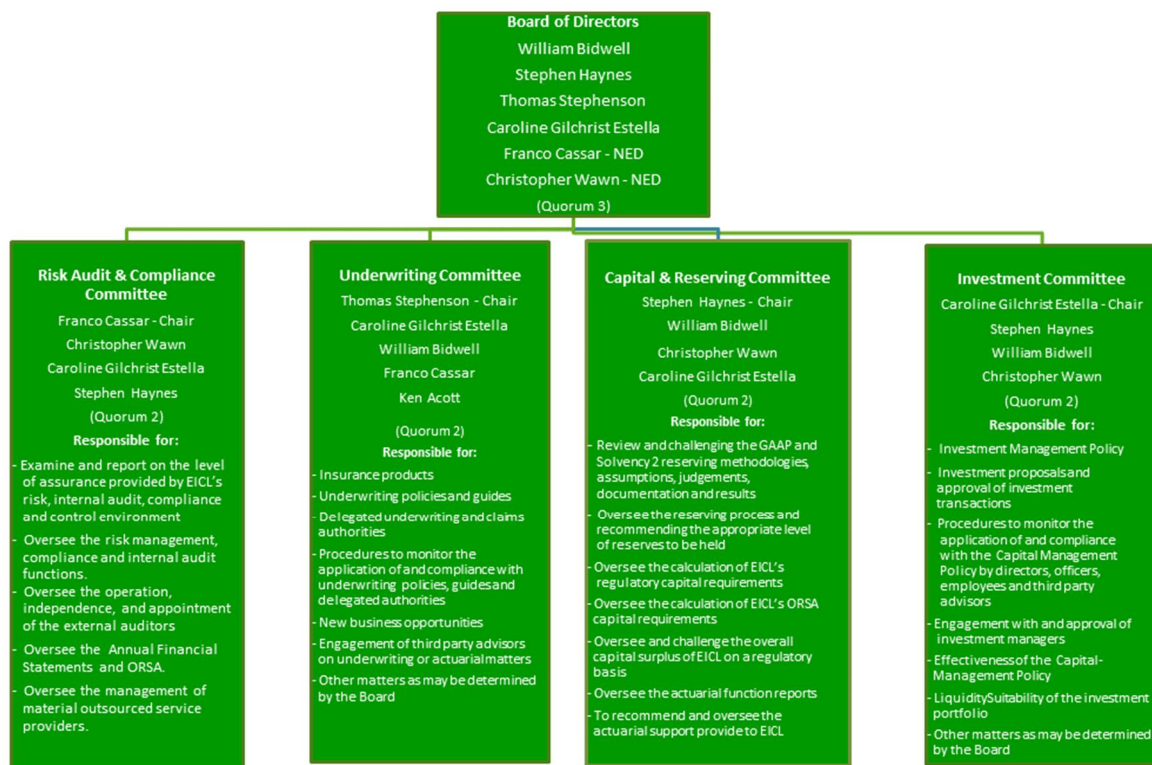 Board of Directors
William Bidwell
Stephen Haynes
Thomas Stephenson
Caroline Gilchrist Estella
Franco Cassar - NED
Christopher Wawn - NED
(Quorum 3)
Risk Audit & Compliance
Committee
Franco Cassar - Chair
Christopher Wawn
Caroline Gilchrist Estella
Stephen Haynes
(Quorum 2)
Responsible for:
- Examine and report on the level
of assurance provided by EICL's
risk, internal audit, compliance
and control environment
- Oversee the risk management,
compliance and internal audit
functions.
- Oversee the operation,
independence, and appointment
of the external auditors
- Oversee the Annual Financial
Statements and ORSA.
- Oversee the management of
material outsourced service
providers.
Underwriting Committee
Thomas Stephenson - Chair
Caroline Gilchrist Estella
William Bidwell
Franco Cassar
Ken Acott
(Quorum 2)
Responsible for:
- Insurance products
- Underwriting policies and guides
- Delegated underwriting and claims
authorities
- Procedures to monitor the
application of and compliance with
underwriting policies, guides and
delegated authorities
- New business opportunities
- Engagement of third party advisors
on underwriting or actuarial matters
- Other matters as may be determined
by the Board
Capital & Reserving Committee
Stephen Haynes - Chair
William Bidwell
Christopher Wawn
Caroline Gilchrist Estella
(Quorum 2)
Responsible for:
- Review and challenging the GAAP and
Solvency 2 reserving methodologies,
assumptions, judgements,
documentation and results
- Oversee the reserving process and
recommending the appropriate level
of reserves to be held
- Oversee the calculation of EICL's
regulatory capital requirements
- Oversee the calculation of EICL's ORSA
capital requirements
- Oversee and challenge the overall
capital surplus of EICL on a regulatory
basis
- Oversee the actuarial function reports
- To recommend and oversee the
actuarial support provide to EICL
Investment Committee
Caroline Gilchrist Estella - Chair
Stephen Haynes
William Bidwell
Christopher Wawn
(Quorum 2)
Responsible for:
- Investment Management Policy
- Investment proposals and
approval of investment
transactions
- Procedures to monitor the
application of and compliance
with the Capital Management
Policy by directors, officers,
employees and third party
advisors
- Engagement with and approval of
investment managers
- Effectiveness of the Capital-
Management Policy
- Liquidity Suitability of the investment
portfolio
- Other matters as may be determined
by the Board